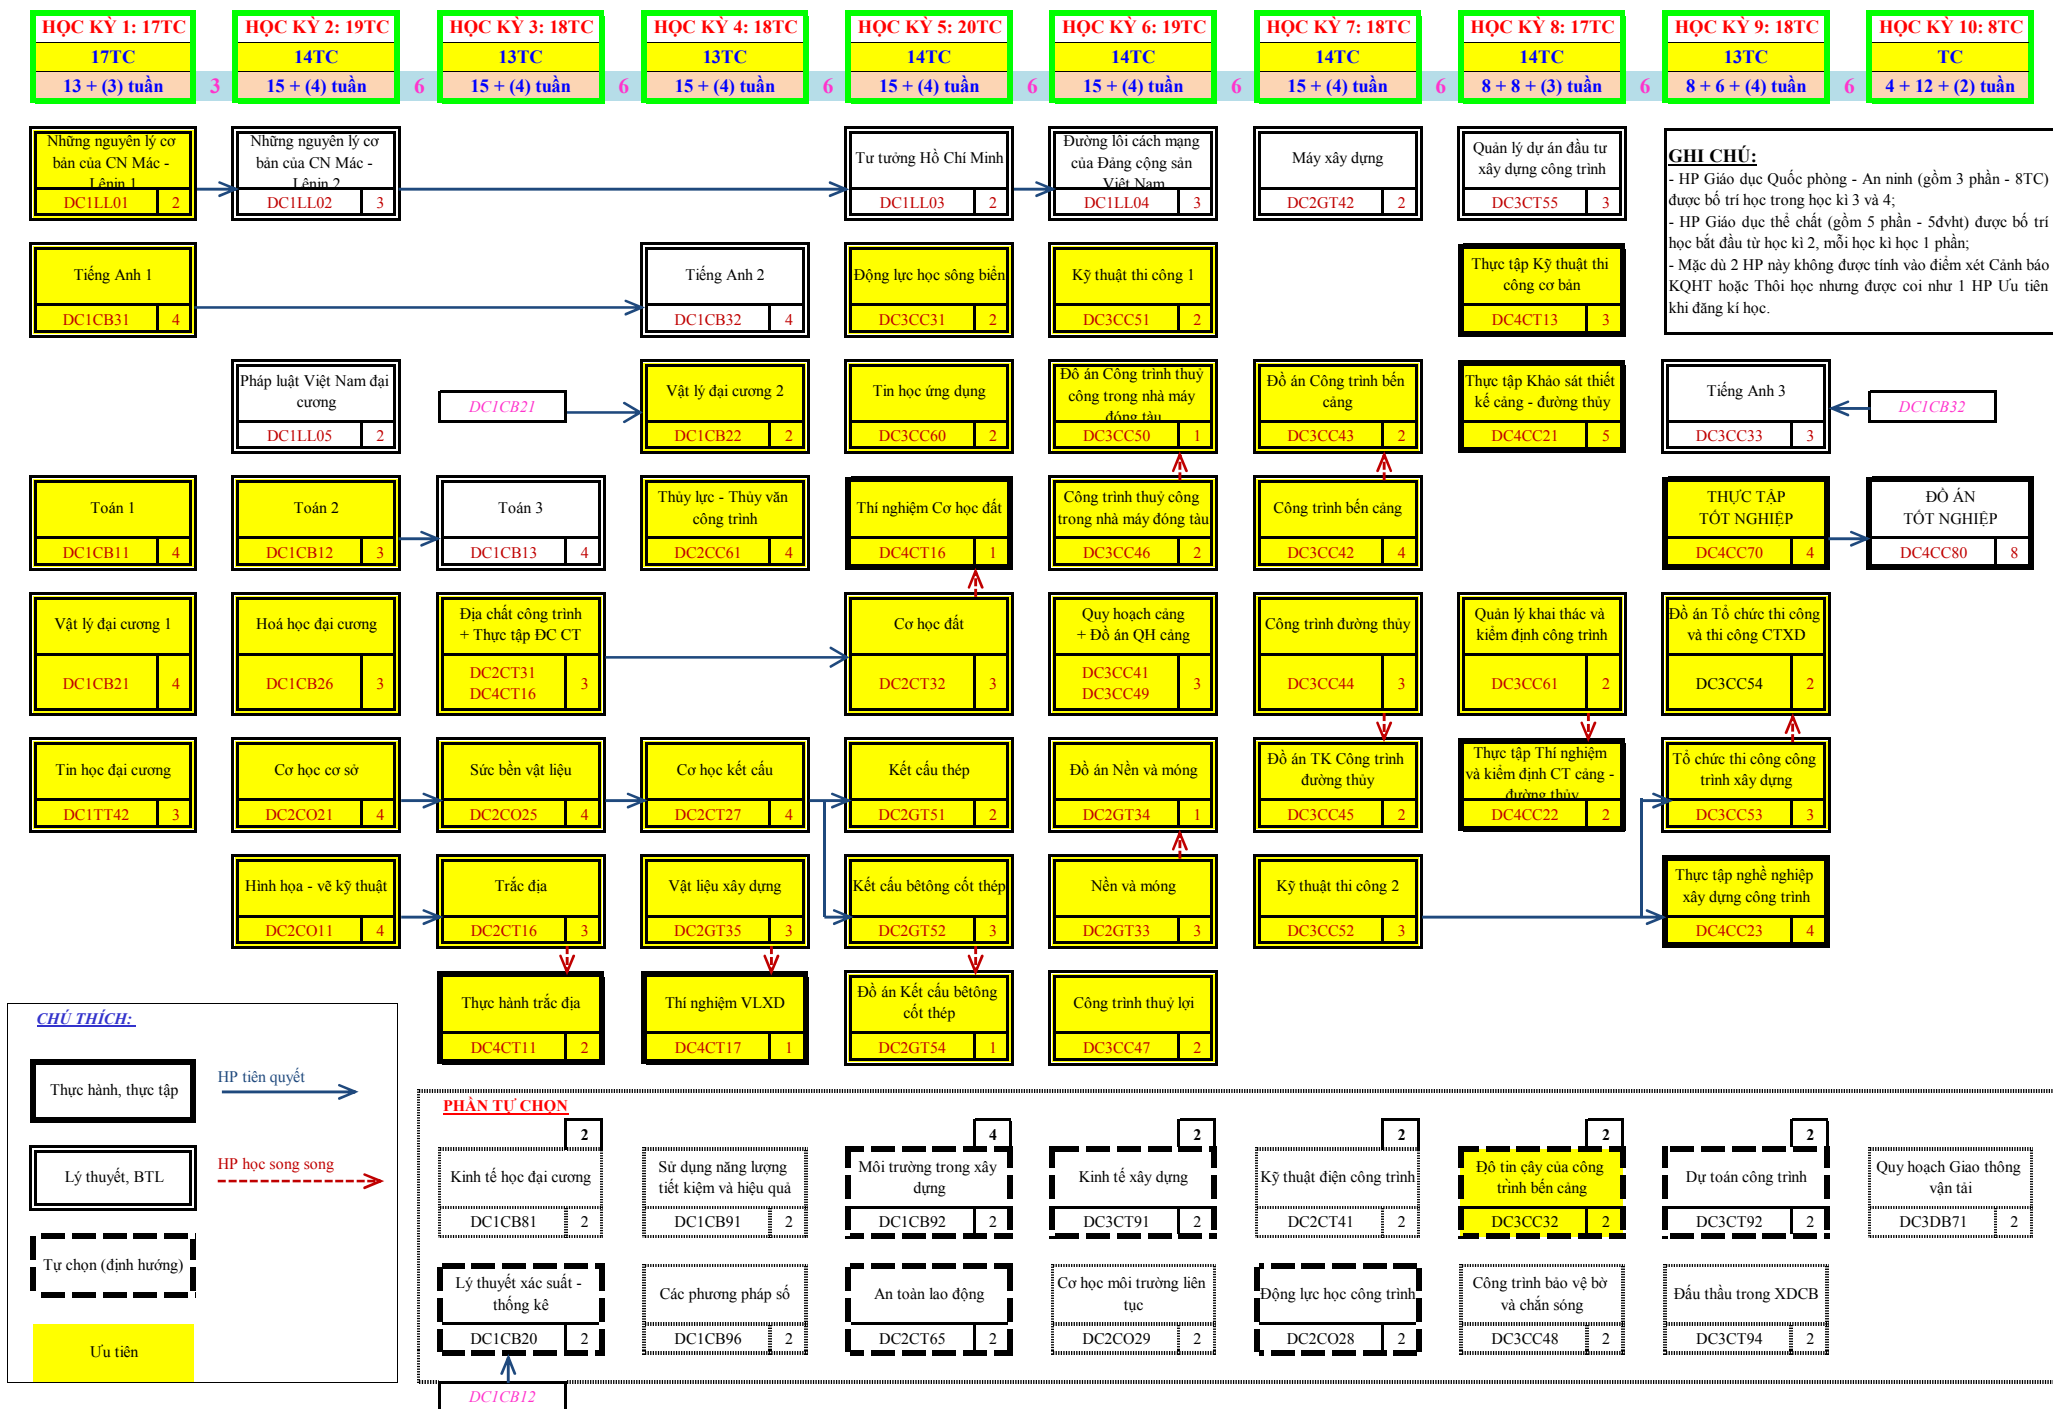 HỌC KỲ 1: 17TC
17TC
13 + (3) tuần
3
HỌC KỲ 2: 19TC
14TC
15 + (4) tuần
6
HỌC KỲ 3: 18TC
13TC
15 + (4) tuần
6
HỌC KỲ 4: 18TC
13TC
15 + (4) tuần
6
HỌC KỲ 5: 20TC
14TC
15 + (4) tuần
6
HỌC KỲ 6: 19TC
14TC
15 + (4) tuần
6
HỌC KỲ 7: 18TC
14TC
15 + (4) tuần
6
HỌC KỲ 8: 17TC
14TC
8 + 8 + (3) tuần
6
HỌC KỲ 9: 18TC
13TC
8 + 6 + (4) tuần
6
HỌC KỲ 10: 8TC
TC
4 + 12 + (2) tuần
Những nguyên lý cơ
bản của CN Mác -
Lênin 1
DC1LL01 2
Những nguyên lý cơ
bản của CN Mác -
Lênin 2
DC1LL02 3
Tư tưởng Hồ Chí Minh
DC1LL03 2
Đường lối cách mạng
của Đảng cộng sản
Việt Nam
DC1LL04 3
Máy xây dựng
DC2GT42 2
Quản lý dự án đầu tư
xây dựng công trình
DC3CT55 3
GHI CHÚ:
- HP Giáo dục Quốc phòng - An ninh (gồm 3 phần - 8TC)
được bố trí học trong học kì 3 và 4;
- HP Giáo dục thể chất (gồm 5 phần - 5đvht) được bố trí
học bắt đầu từ học kì 2, mỗi học kì học 1 phần;
- Mặc dù 2 HP này không được tính vào điểm xét Cảnh báo
KQHT hoặc Thôi học nhưng được coi như 1 HP Ưu tiên
khi đăng kí học.
Tiếng Anh 1
DC1CB31 4
Tiếng Anh 2
DC1CB32 4
Động lực học sông biển
DC3CC31 2
Kỹ thuật thi công 1
DC3CC51 2
Thực tập Kỹ thuật thi
công cơ bản
DC4CT13 3
Pháp luật Việt Nam đại
cương
DC1LL05 2
DC1CB21
Vật lý đại cương 2
DC1CB22 2
Tin học ứng dụng
DC3CC60 2
Đồ án Công trình thuỷ
công trong nhà máy
đóng tàu
DC3CC50 1
Đồ án Công trình bến
cảng
DC3CC43 2
Thực tập Khảo sát thiết
kế cảng - đường thủy
DC4CC21 5
Tiếng Anh 3
DC3CC33 3
DC1CB32
Toán 1
DC1CB11 4
Toán 2
DC1CB12 3
Toán 3
DC1CB13 4
Thủy lực - Thủy văn
công trình
DC2CC61 4
Thí nghiệm Cơ học đất
DC4CT16 1
Công trình thuỷ công
trong nhà máy đóng tàu
DC3CC46 2
Công trình bến cảng
DC3CC42 4
THỰC TẬP
TỐT NGHIỆP
DC4CC70 4
ĐỒ ÁN
TỐT NGHIỆP
DC4CC80 8
Vật lý đại cương 1
DC1CB21 4
Hoá học đại cương
DC1CB26 3
Địa chất công trình
+ Thực tập ĐC CT
DC2CT31
DC4CT16
3
Cơ học đất
DC2CT32 3
Quy hoạch cảng
+ Đồ án QH cảng
DC3CC41
DC3CC49
3
Công trình đường thủy
DC3CC44 3
Quản lý khai thác và
kiểm định công trình
DC3CC61 2
Đồ án Tổ chức thi công
và thi công CTXD
DC3CC54 2
Tin học đại cương
DC1TT42 3
Cơ học cơ sở
DC2CO21 4
Sức bền vật liệu
DC2CO25 4
Cơ học kết cấu
DC2CT27 4
Kết cấu thép
DC2GT51 2
Đồ án Nền và móng
DC2GT34 1
Đồ án TK Công trình
đường thủy
DC3CC45 2
Thực tập Thí nghiệm
và kiểm định CT cảng -
đường thủy
DC4CC22 2
Tổ chức thi công công
trình xây dựng
DC3CC53 3
Hình họa - vẽ kỹ thuật
DC2CO11 4
Trắc địa
DC2CT16 3
Vật liệu xây dựng
DC2GT35 3
Kết cấu bêtông cốt thép
DC2GT52 3
Nền và móng
DC2GT33 3
Kỹ thuật thi công 2
DC3CC52 3
Thực tập nghề nghiệp
xây dựng công trình
DC4CC23 4
Thực hành trắc địa
DC4CT11 2
Thí nghiệm VLXD
DC4CT17 1
Đồ án Kết cấu bêtông
cốt thép
DC2GT54 1
Công trình thuỷ lợi
DC3CC47 2
CHÚ THÍCH:
Thực hành, thực tập
HP tiên quyết
Lý thuyết, BTL
HP học song song
Tự chọn (định hướng)
Ưu tiên
PHẦN TỰ CHỌN
2
4
2
2
2
2
Kinh tế học đại cương
DC1CB81 2
Sử dụng năng lượng
tiết kiệm và hiệu quả
DC1CB91 2
Môi trường trong xây
dựng
DC1CB92 2
Kinh tế xây dựng
DC3CT91 2
Kỹ thuật điện công trình
DC2CT41 2
Độ tin cậy của công
trình bến cảng
DC3CC32 2
Dự toán công trình
DC3CT92 2
Quy hoạch Giao thông
vận tải
DC3DB71 2
Lý thuyết xác suất -
thống kê
DC1CB20 2
Các phương pháp số
DC1CB96 2
An toàn lao động
DC2CT65 2
Cơ học môi trường liên
tục
DC2CO29 2
Động lực học công trình
DC2CO28 2
Công trình bảo vệ bờ
và chắn sóng
DC3CC48 2
Đấu thầu trong XDCB
DC3CT94 2
DC1CB12